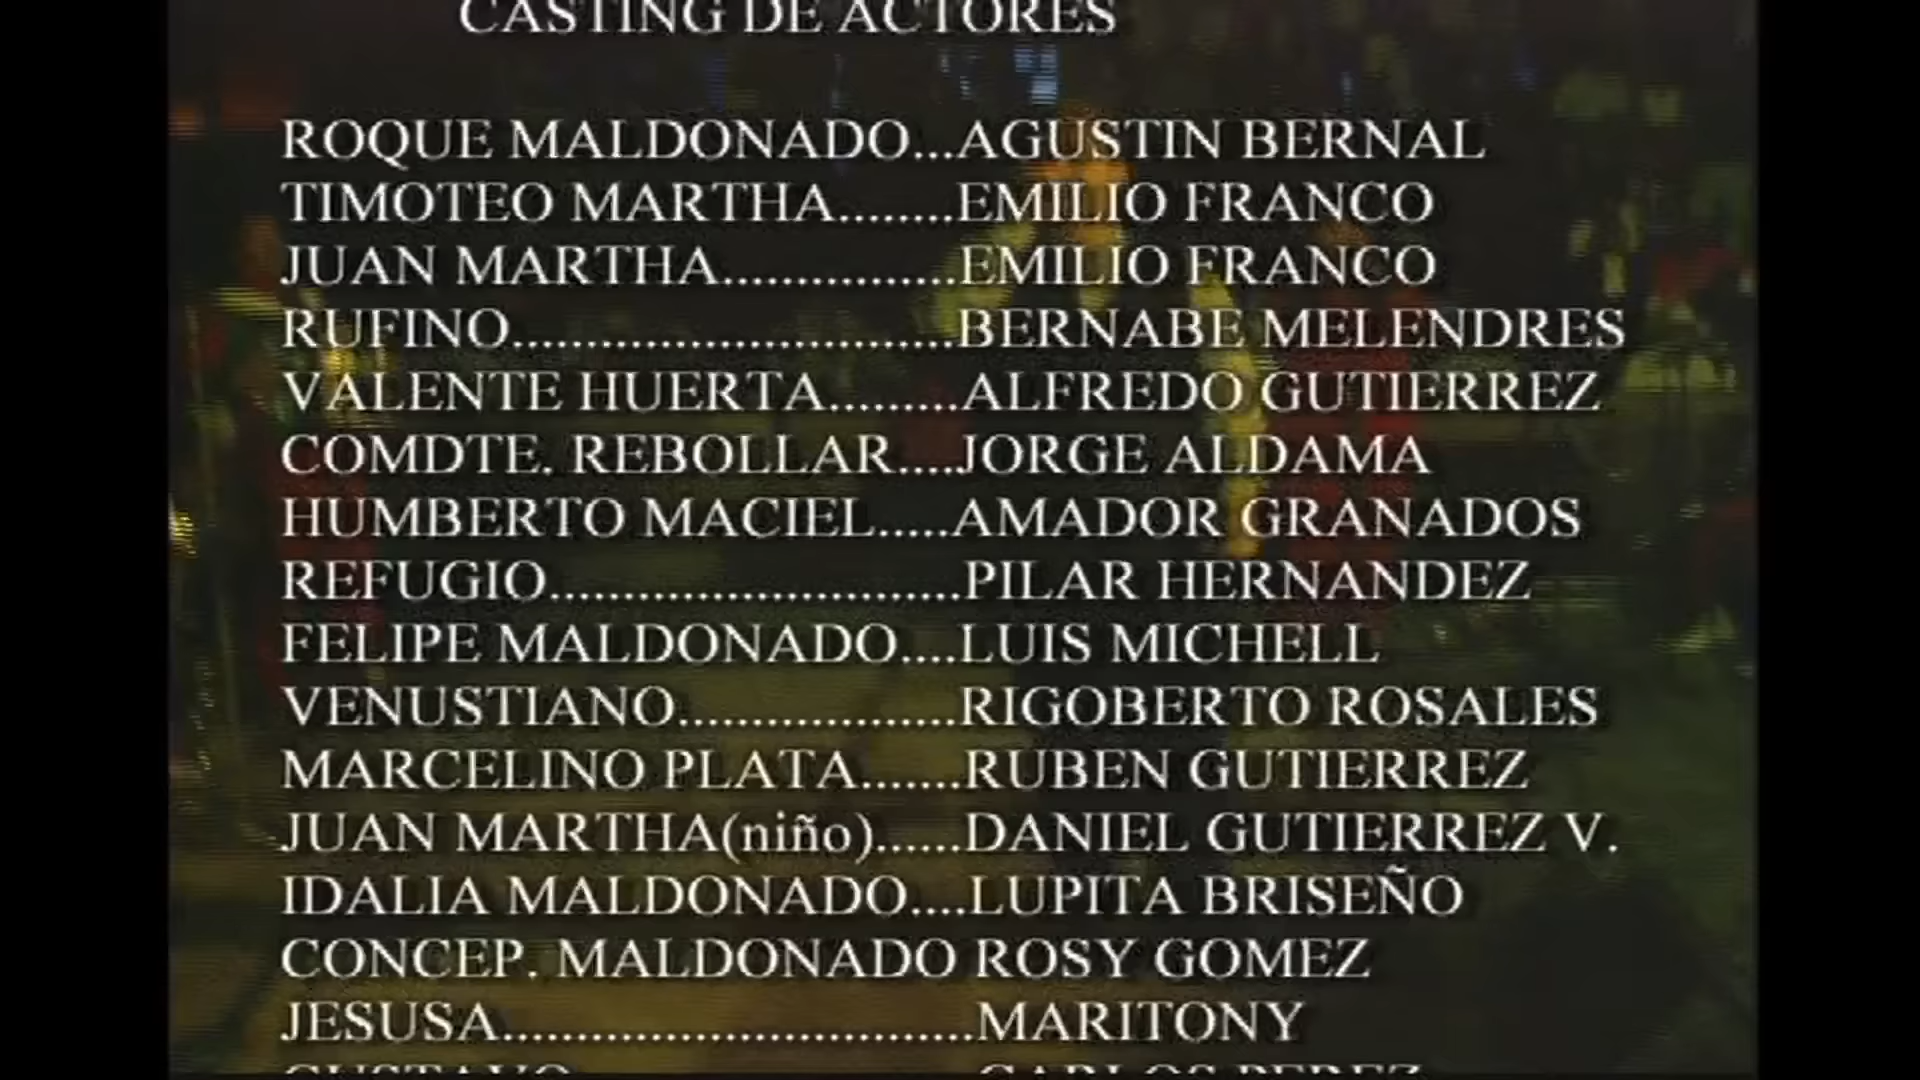 CASTING DE ACTORES
ROQUE MALDONADO...AGUSTIN BERNAL
TIMOTEO MARTHA........EMILIO FRANCO
JUAN MARTHA................EMILIO FRANCO
RUFINO..............................BERNABE MELENDRES
VALENTE HUERTA.........ALFREDO GUTIERREZ
COMDTE. REBOLLAR....JORGE ALDAMA
HUMBERTO MACIEL.....AMADOR GRANADOS
REFUGIO............................PILAR HERNANDEZ
FELIPE MALDONADO....LUIS MICHELL
VENUSTIANO...................RIGOBERTO ROSALES
MARCELINO PLATA.......RUBEN GUTIERREZ
JUAN MARTHA(niño)......DANIEL GUTIERREZ V.
IDALIA MALDONADO....LUPITA BRISEÑO
CONCEP. MALDONADO ROSY GOMEZ
JESUSA................................MARITONY
GUSTAVO CARLOS PEREZ